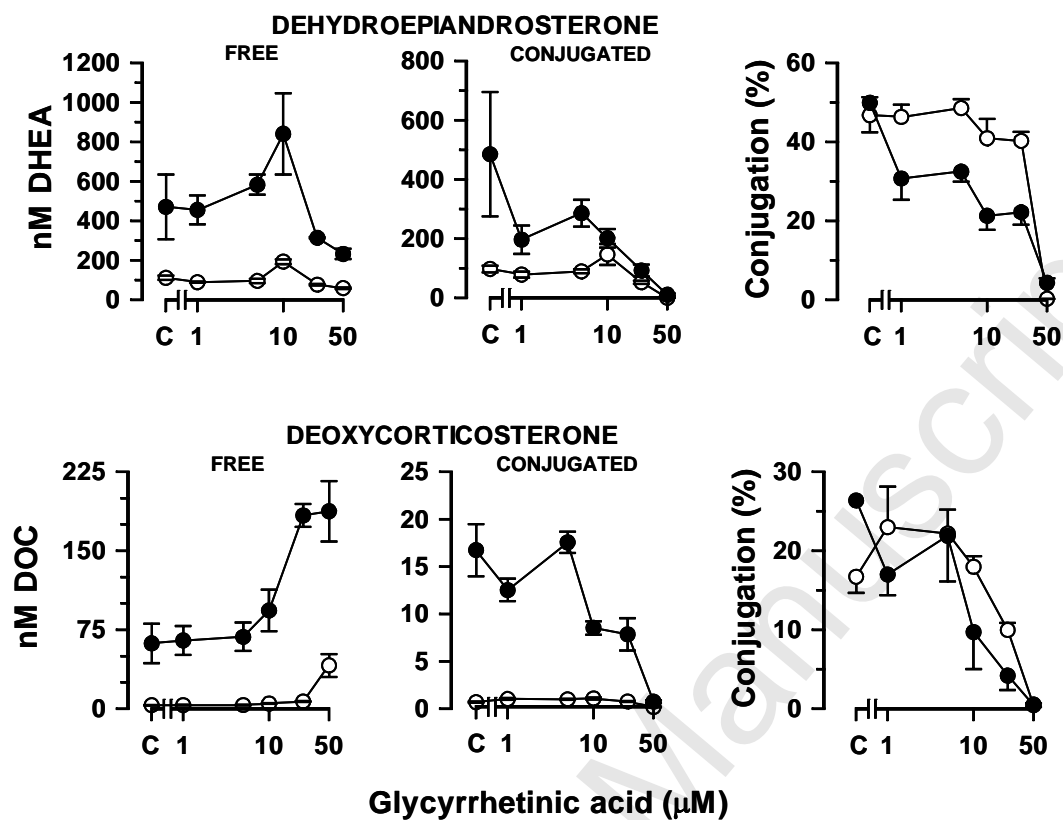 DEHYDROEPIANDROSTERONE
FREE
CONJUGATED
nM DHEA
1200
1000
800
600
400
200
0
C 1 10 50
800
600
400
200
0
C 1 10 50
Conjugation (%)
60
40
20
0
C 1 10 50
DEOXYCORTICOSTERONE
FREE
CONJUGATED
nM DOC
225
150
75
0
C 1 10 50
25
20
15
10
5
0
C 1 10 50
Conjugation (%)
30
20
10
0
C 1 10 50
Glycyrrhetinic acid (μM)